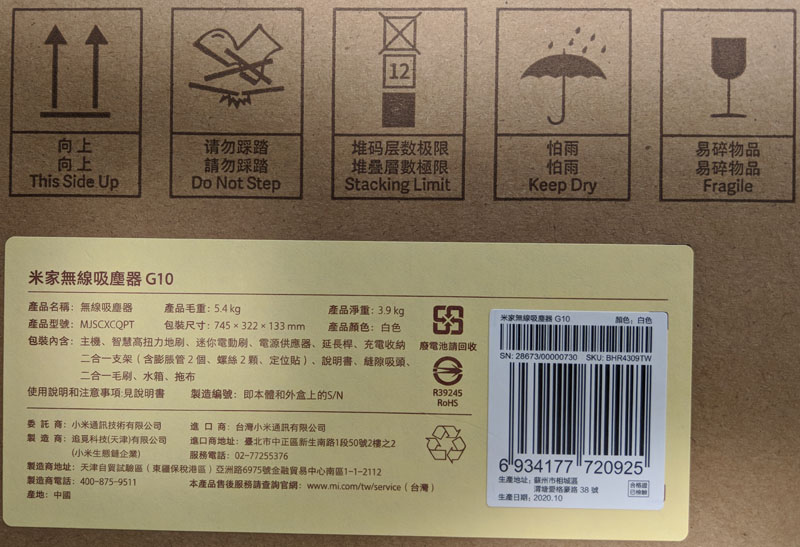 向上
向上
This Side Up
请勿踩踏
請勿踩踏
Do Not Step
12
堆码层数极限
堆疊層數極限
Stacking Limit
怕雨
怕雨
Keep Dry
易碎物品
易碎物品
Fragile
米家無線吸塵器 G10
產品名稱：無線吸塵器 產品毛重：5.4 kg 產品淨重：3.9 kg
產品型號：MJSCXCQPT 包裝尺寸：745×322×133 mm 產品顏色：白色
包裝內含：主機、智慧高扭力地刷、迷你電動刷、電源供應器、延長桿、充電收納
二合一支架（含膨脹管2個、螺絲2顆、定位貼）、說明書、縫隙吸頭、
二合一毛刷、水箱、拖布
使用說明和注意事項:見說明書 製造編號：即本體和外盒上的S/N
廢電池請回收
R39245
RoHS
委託商：小米通訊技術有限公司 進口商：台灣小米通訊有限公司
製造商：追覓科技(天津)有限公司 進口商地址：臺北市中正區新生南路1段50號2樓之2
(小米生態鏈企業) 服務電話：02-77255376
製造商地址：天津自貿試驗區（東疆保稅港區）亞洲路6975號金融貿易中心南區1-1-2112
製造商電話：400-875-9511 本產品售後服務請查詢官網：www.mi.com/tw/service（台灣）
產地：中國
米家無線吸塵器 G10 顏色：白色
SN: 28673/00000730 SKU: BHR4309TW
6 934177 720925
生產地址：蘇州市相城區
渭塘愛格豪路 38 號
生產日期：2020.10
合格證
已檢驗